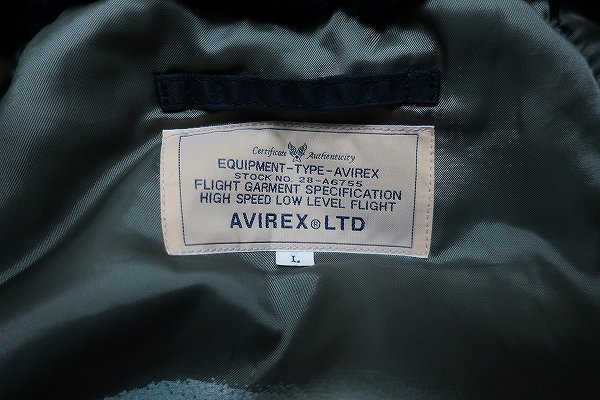 Certificate Authenticity
EQUIPMENT-TYPE-AVIREX
STOCK NO. 28-A6755
FLIGHT GARMENT SPECIFICATION
HIGH SPEED LOW LEVEL FLIGHT
AVIREX® LTD
L